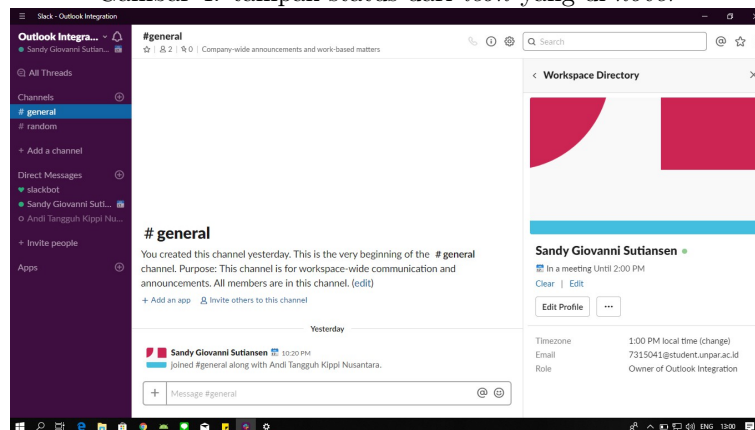 Slack - Outlook Integration
Outlook Integra...
Sandy Giovanni Sutian...
All Threads
Channels
# general
# random
+ Add a channel
Direct Messages
slackbot
Sandy Giovanni Suti...
Andi Tangguh Kippi Nu...
+ Invite people
Apps
#general
2 | 0 | Company-wide announcements and work-based matters
Search
# general
You created this channel yesterday. This is the very beginning of the # general
channel. Purpose: This channel is for workspace-wide communication and
announcements. All members are in this channel. (edit)
+ Add an app Invite others to this channel
Yesterday
Sandy Giovanni Sutiansen 10:20 PM
joined #general along with Andi Tangguh Kippi Nusantara.
Message #general
Workspace Directory
Sandy Giovanni Sutiansen
In a meeting Until 2:00 PM
Clear | Edit
Edit Profile
Timezone 1:00 PM local time (change)
Email 7315041@student.unpar.ac.id
Role Owner of Outlook Integration
ENG 13:00